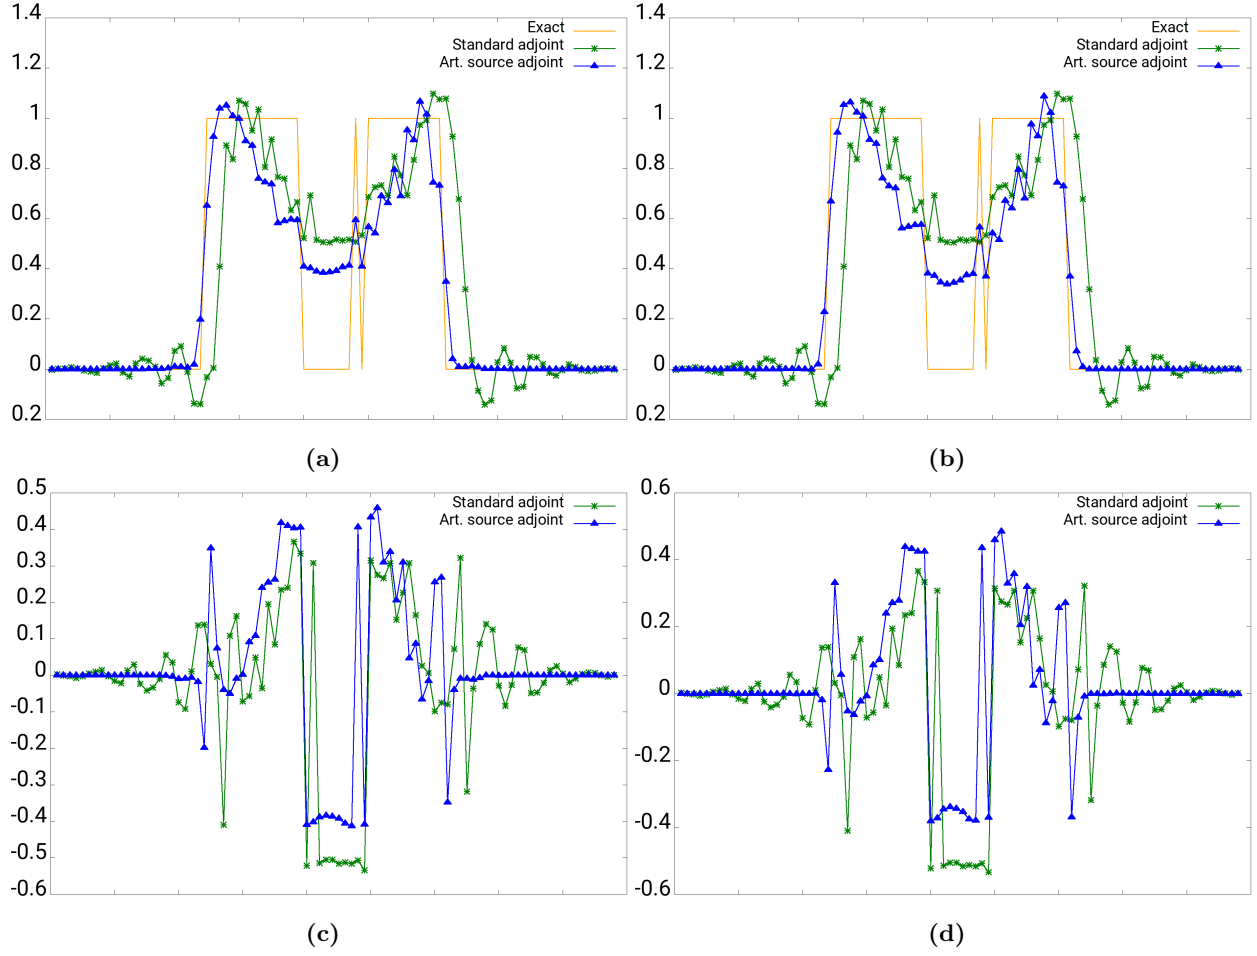 1.4
1.2
1
0.8
0.6
0.4
0.2
0
0.2
Exact
Standard adjoint
Art. source adjoint
(a)
1.4
1.2
1
0.8
0.6
0.4
0.2
0
0.2
Exact
Standard adjoint
Art. source adjoint
(b)
0.5
0.4
0.3
0.2
0.1
0
-0.1
-0.2
-0.3
-0.4
-0.5
-0.6
Standard adjoint
Art. source adjoint
(c)
0.6
0.4
0.2
0
-0.2
-0.4
-0.6
Standard adjoint
Art. source adjoint
(d)